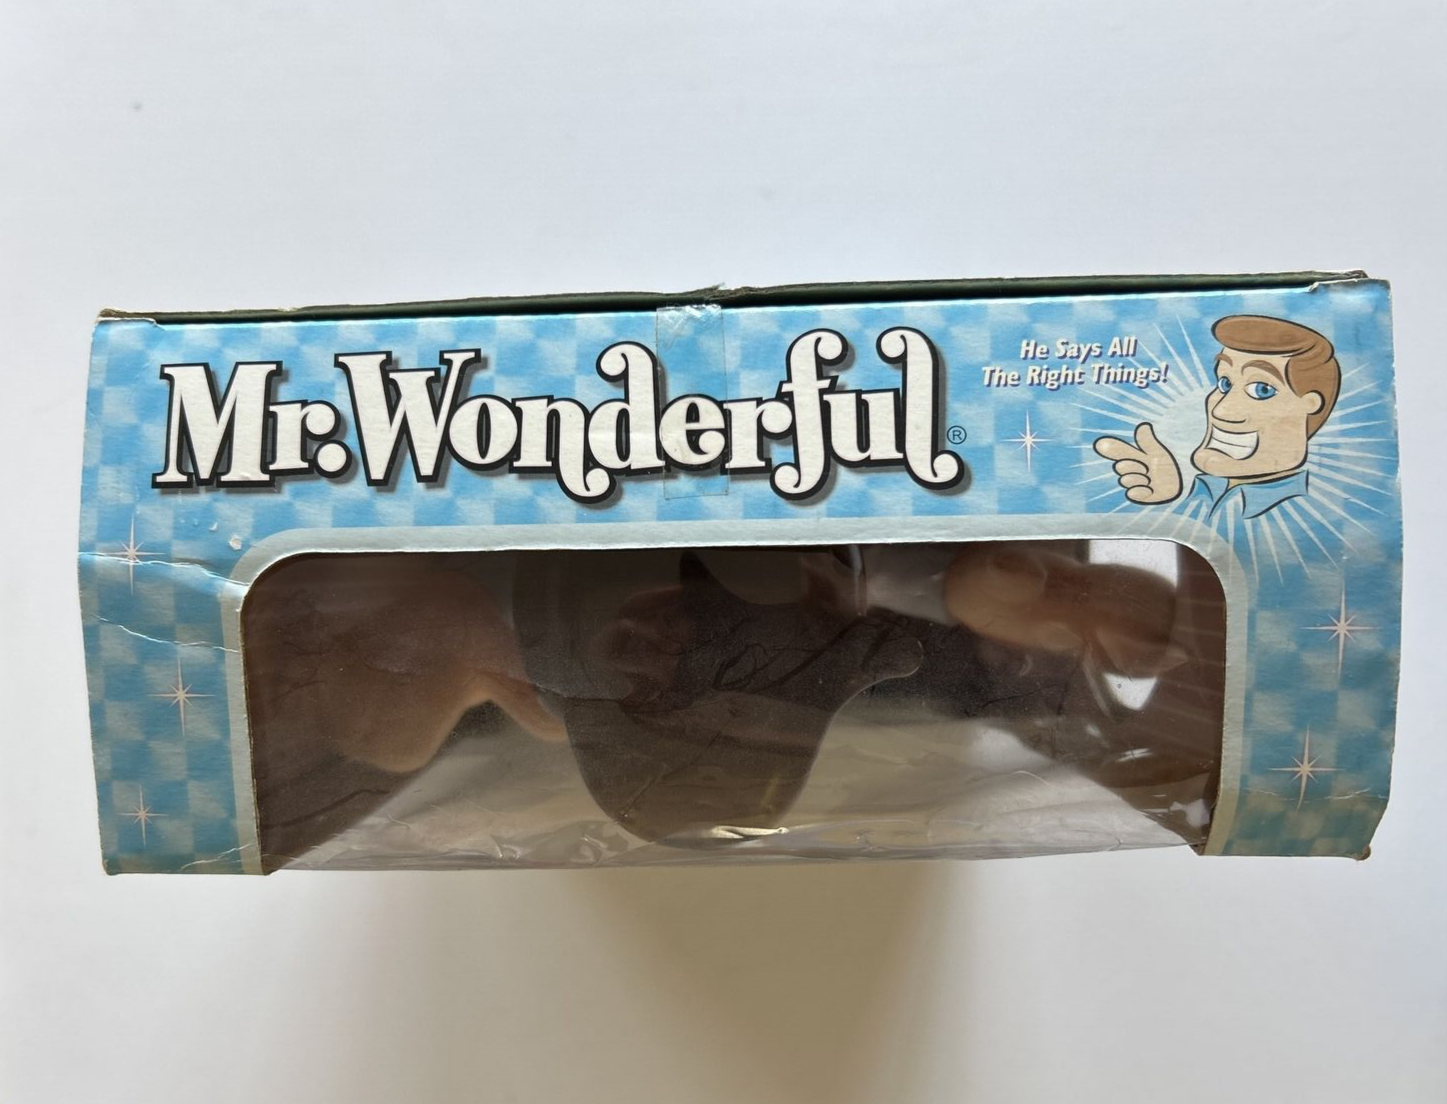 Mr. Wonderful®
He Says All
The Right Things!